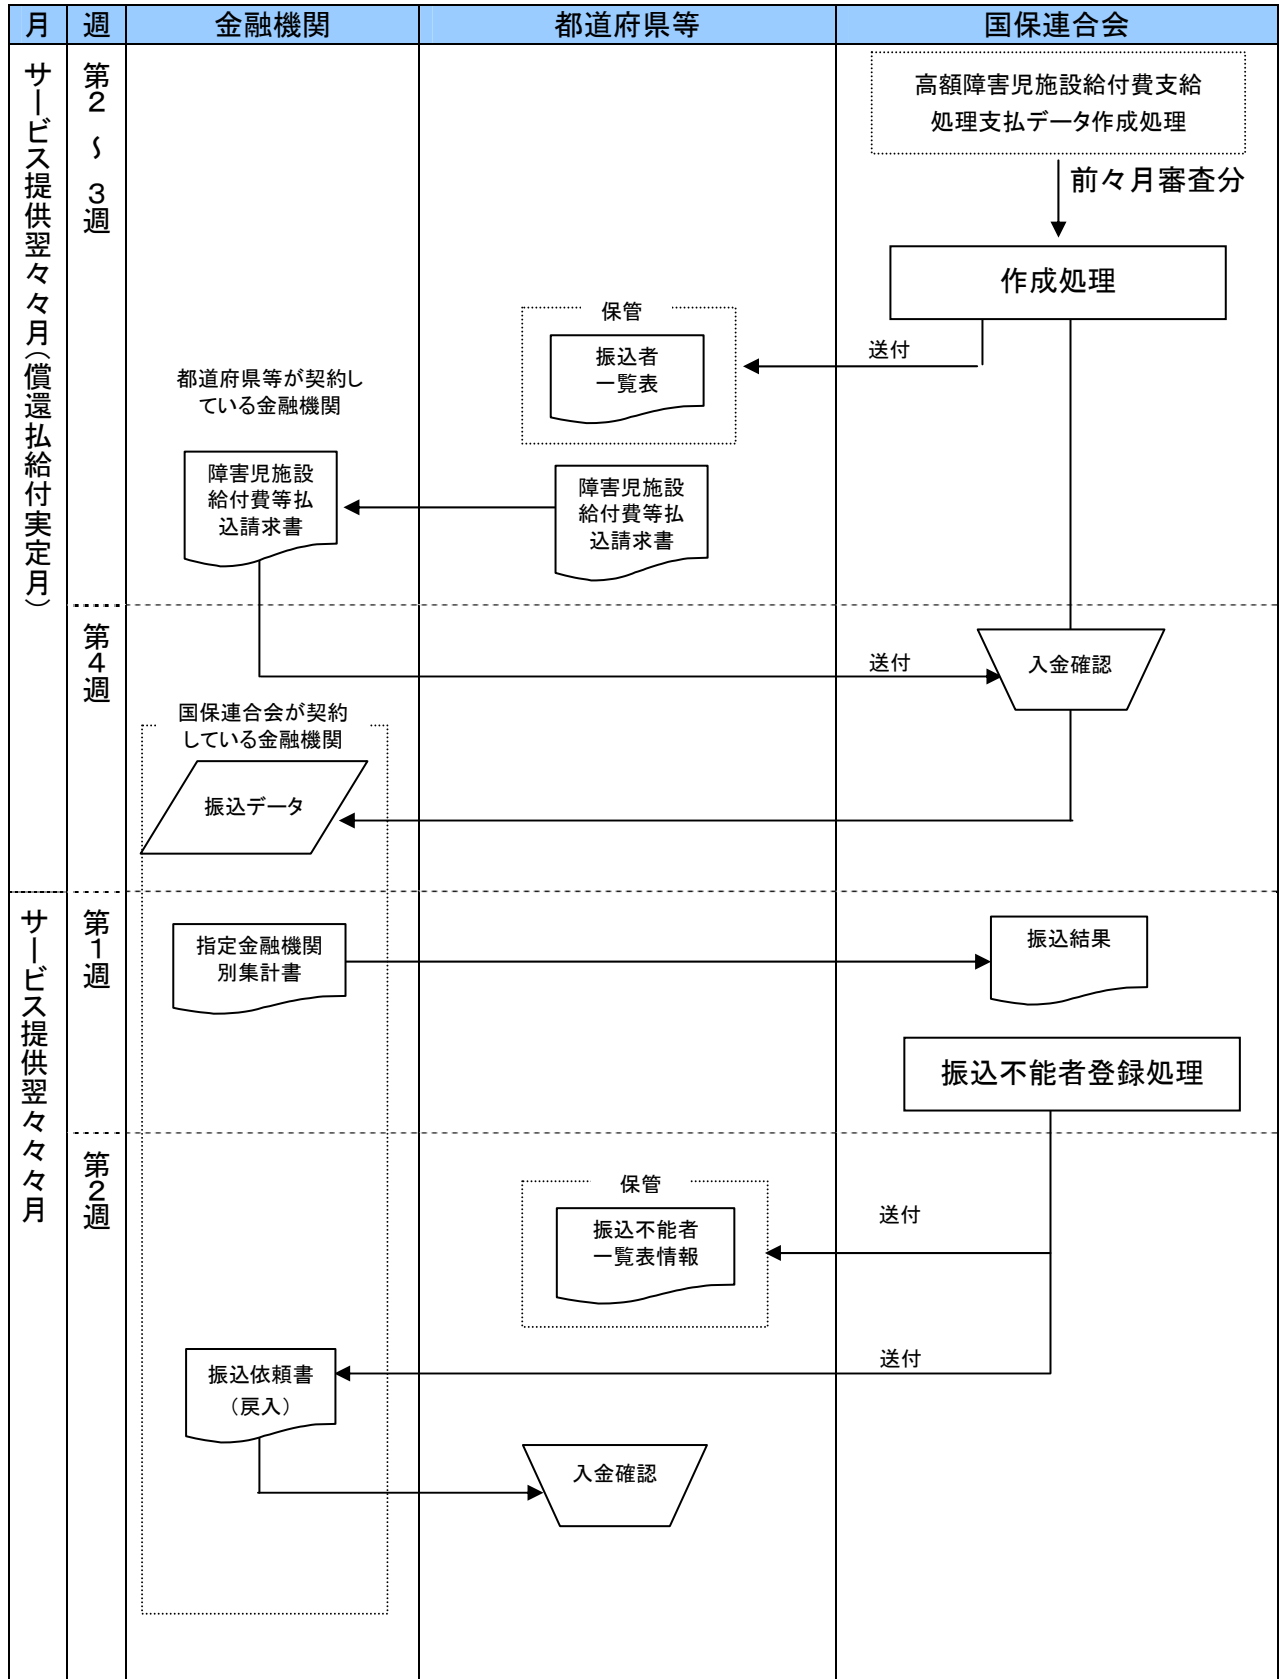 月 週 金融機関 都道府県等 国保連合会
サービス提供翌々々月（償還払給付実定月）
第2～3週
高額障害児施設給付費支給
処理支払データ作成処理
前々月審査分
作成処理
保管
送付
振込者
一覧表
都道府県等が契約し
ている金融機関
障害児施設
給付費等払
込請求書
障害児施設
給付費等払
込請求書
第4週
送付
入金確認
国保連合会が契約
している金融機関
振込データ
サービス提供翌々々々月
第1週
指定金融機関
別集計書
振込結果
振込不能者登録処理
第2週
保管
振込不能者
一覧表情報
送付
送付
振込依頼書
（戻入）
入金確認